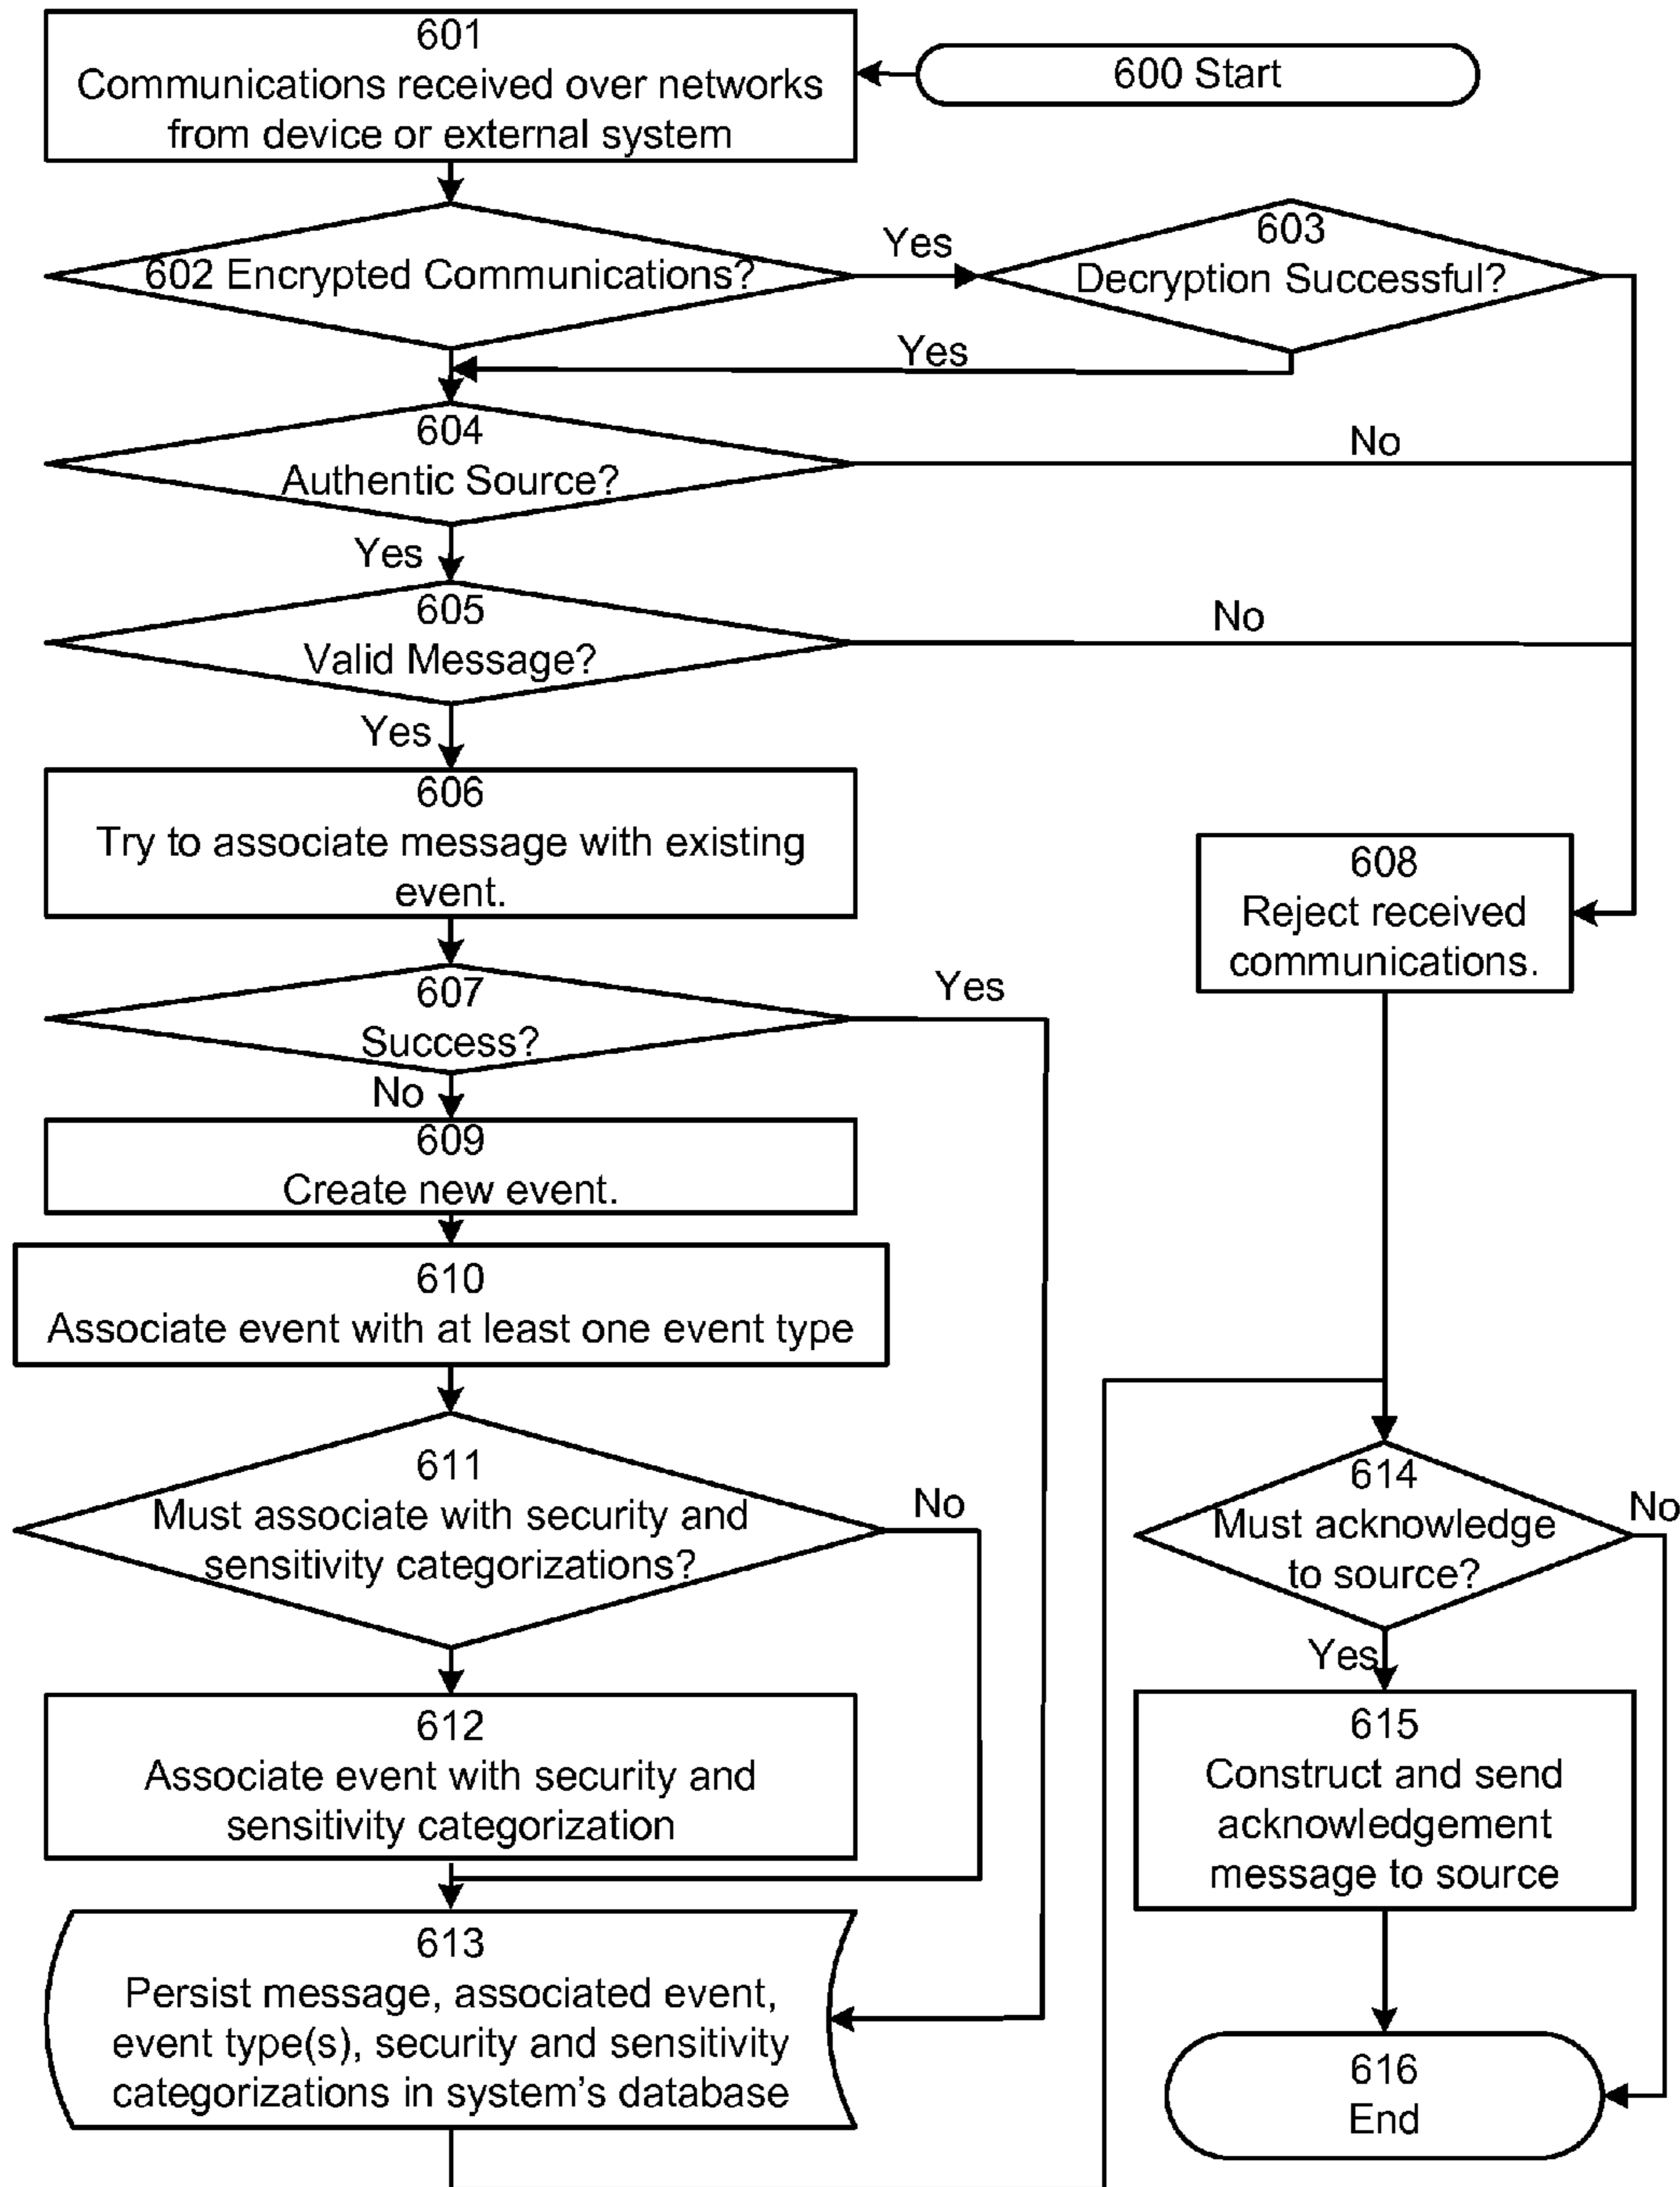 601
Communications received over networks
from device or external system
600 Start
602 Encrypted Communications?
Yes
603
Decryption Successful?
Yes
604
Authentic Source?
No
Yes
605
Valid Message?
No
Yes
606
Try to associate message with existing
event.
608
Reject received
communications.
607
Success?
Yes
No
609
Create new event.
610
Associate event with at least one event type
611
Must associate with security and
sensitivity categorizations?
No
614
Must acknowledge
to source?
No
Yes
612
Associate event with security and
sensitivity categorization
615
Construct and send
acknowledgement
message to source
613
Persist message, associated event,
event type(s), security and sensitivity
categorizations in system's database
616
End